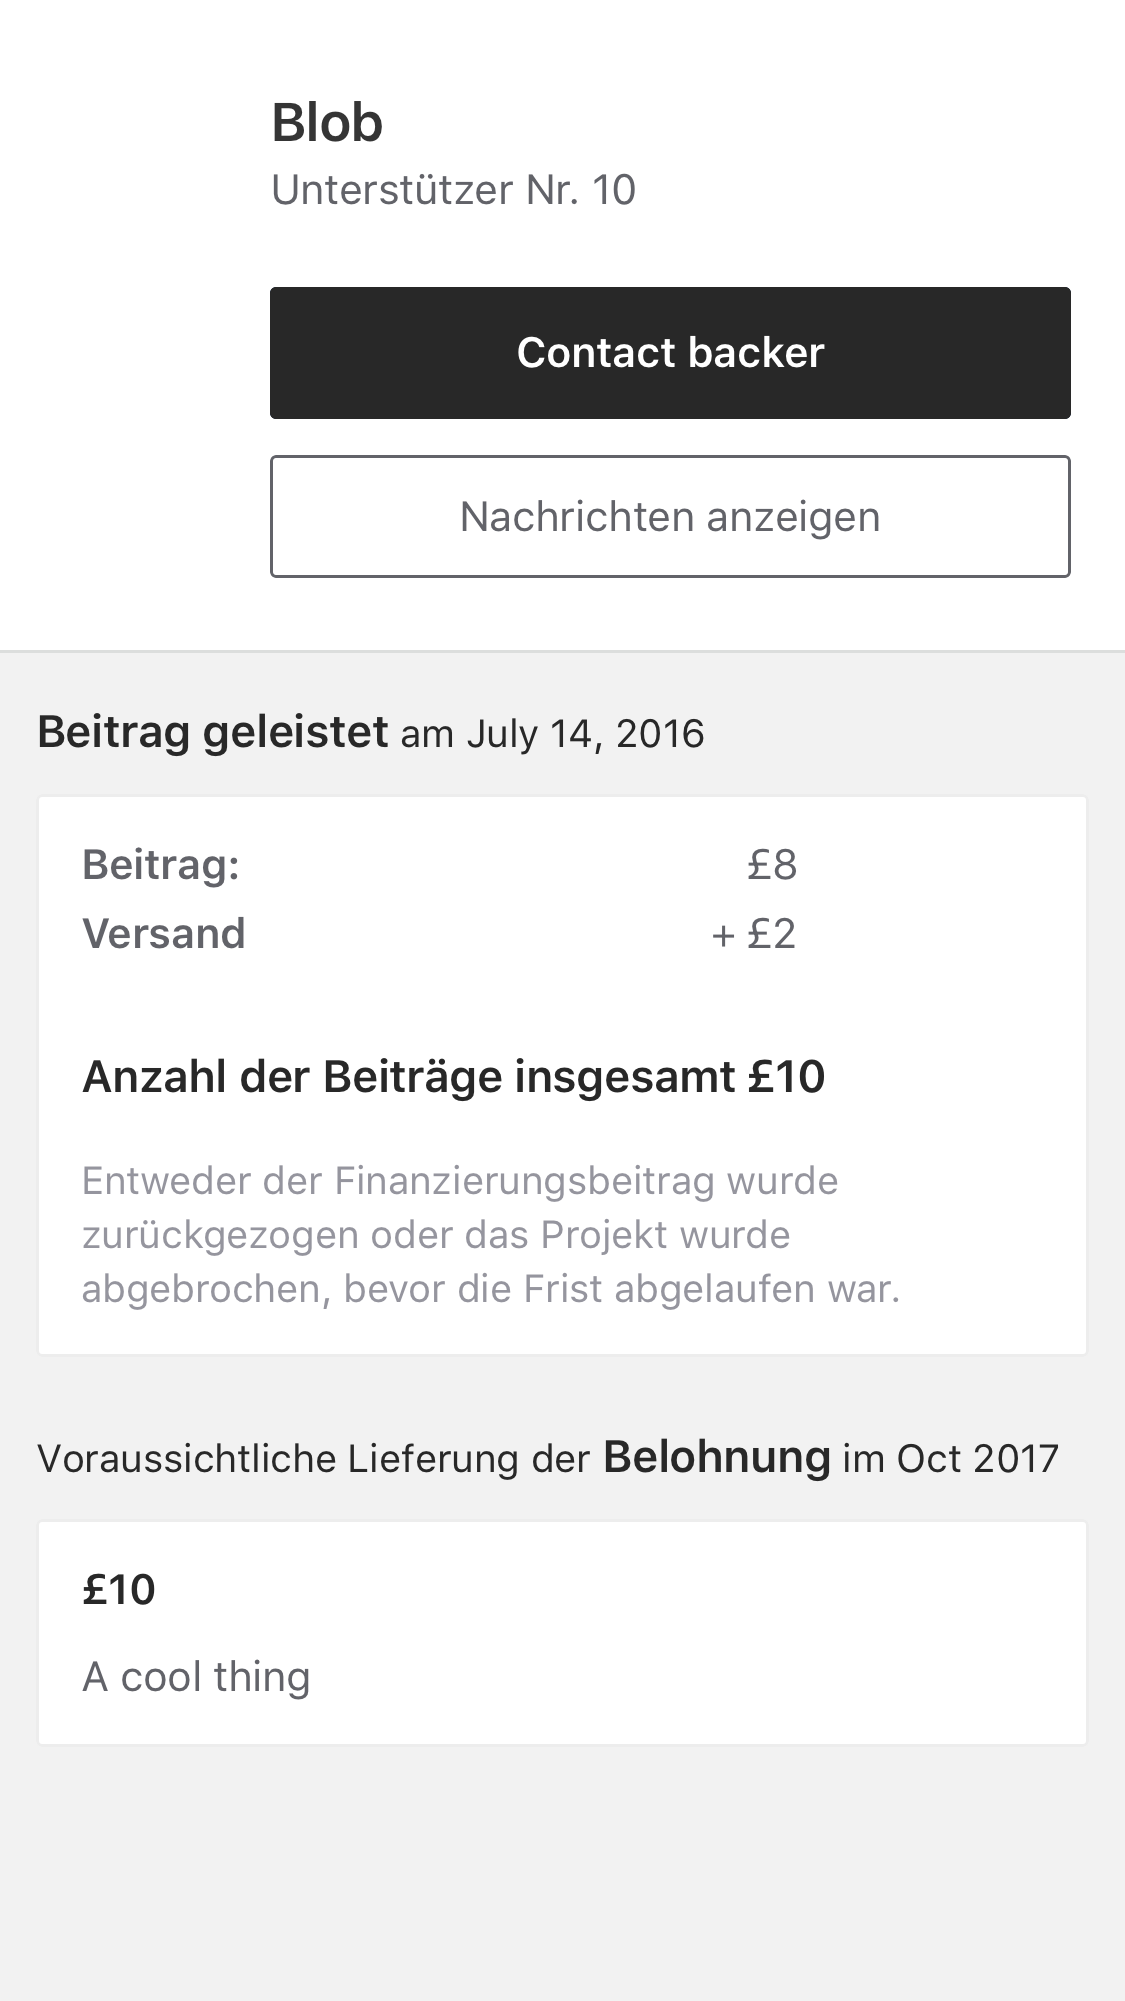 Blob
Unterstützer Nr. 10
Contact backer
Nachrichten anzeigen
Beitrag geleistet am July 14, 2016
Beitrag: £8
Versand + £2
Anzahl der Beiträge insgesamt £10
Entweder der Finanzierungsbeitrag wurde
zurückgezogen oder das Projekt wurde
abgebrochen, bevor die Frist abgelaufen war.
Voraussichtliche Lieferung der Belohnung im Oct 2017
£10
A cool thing